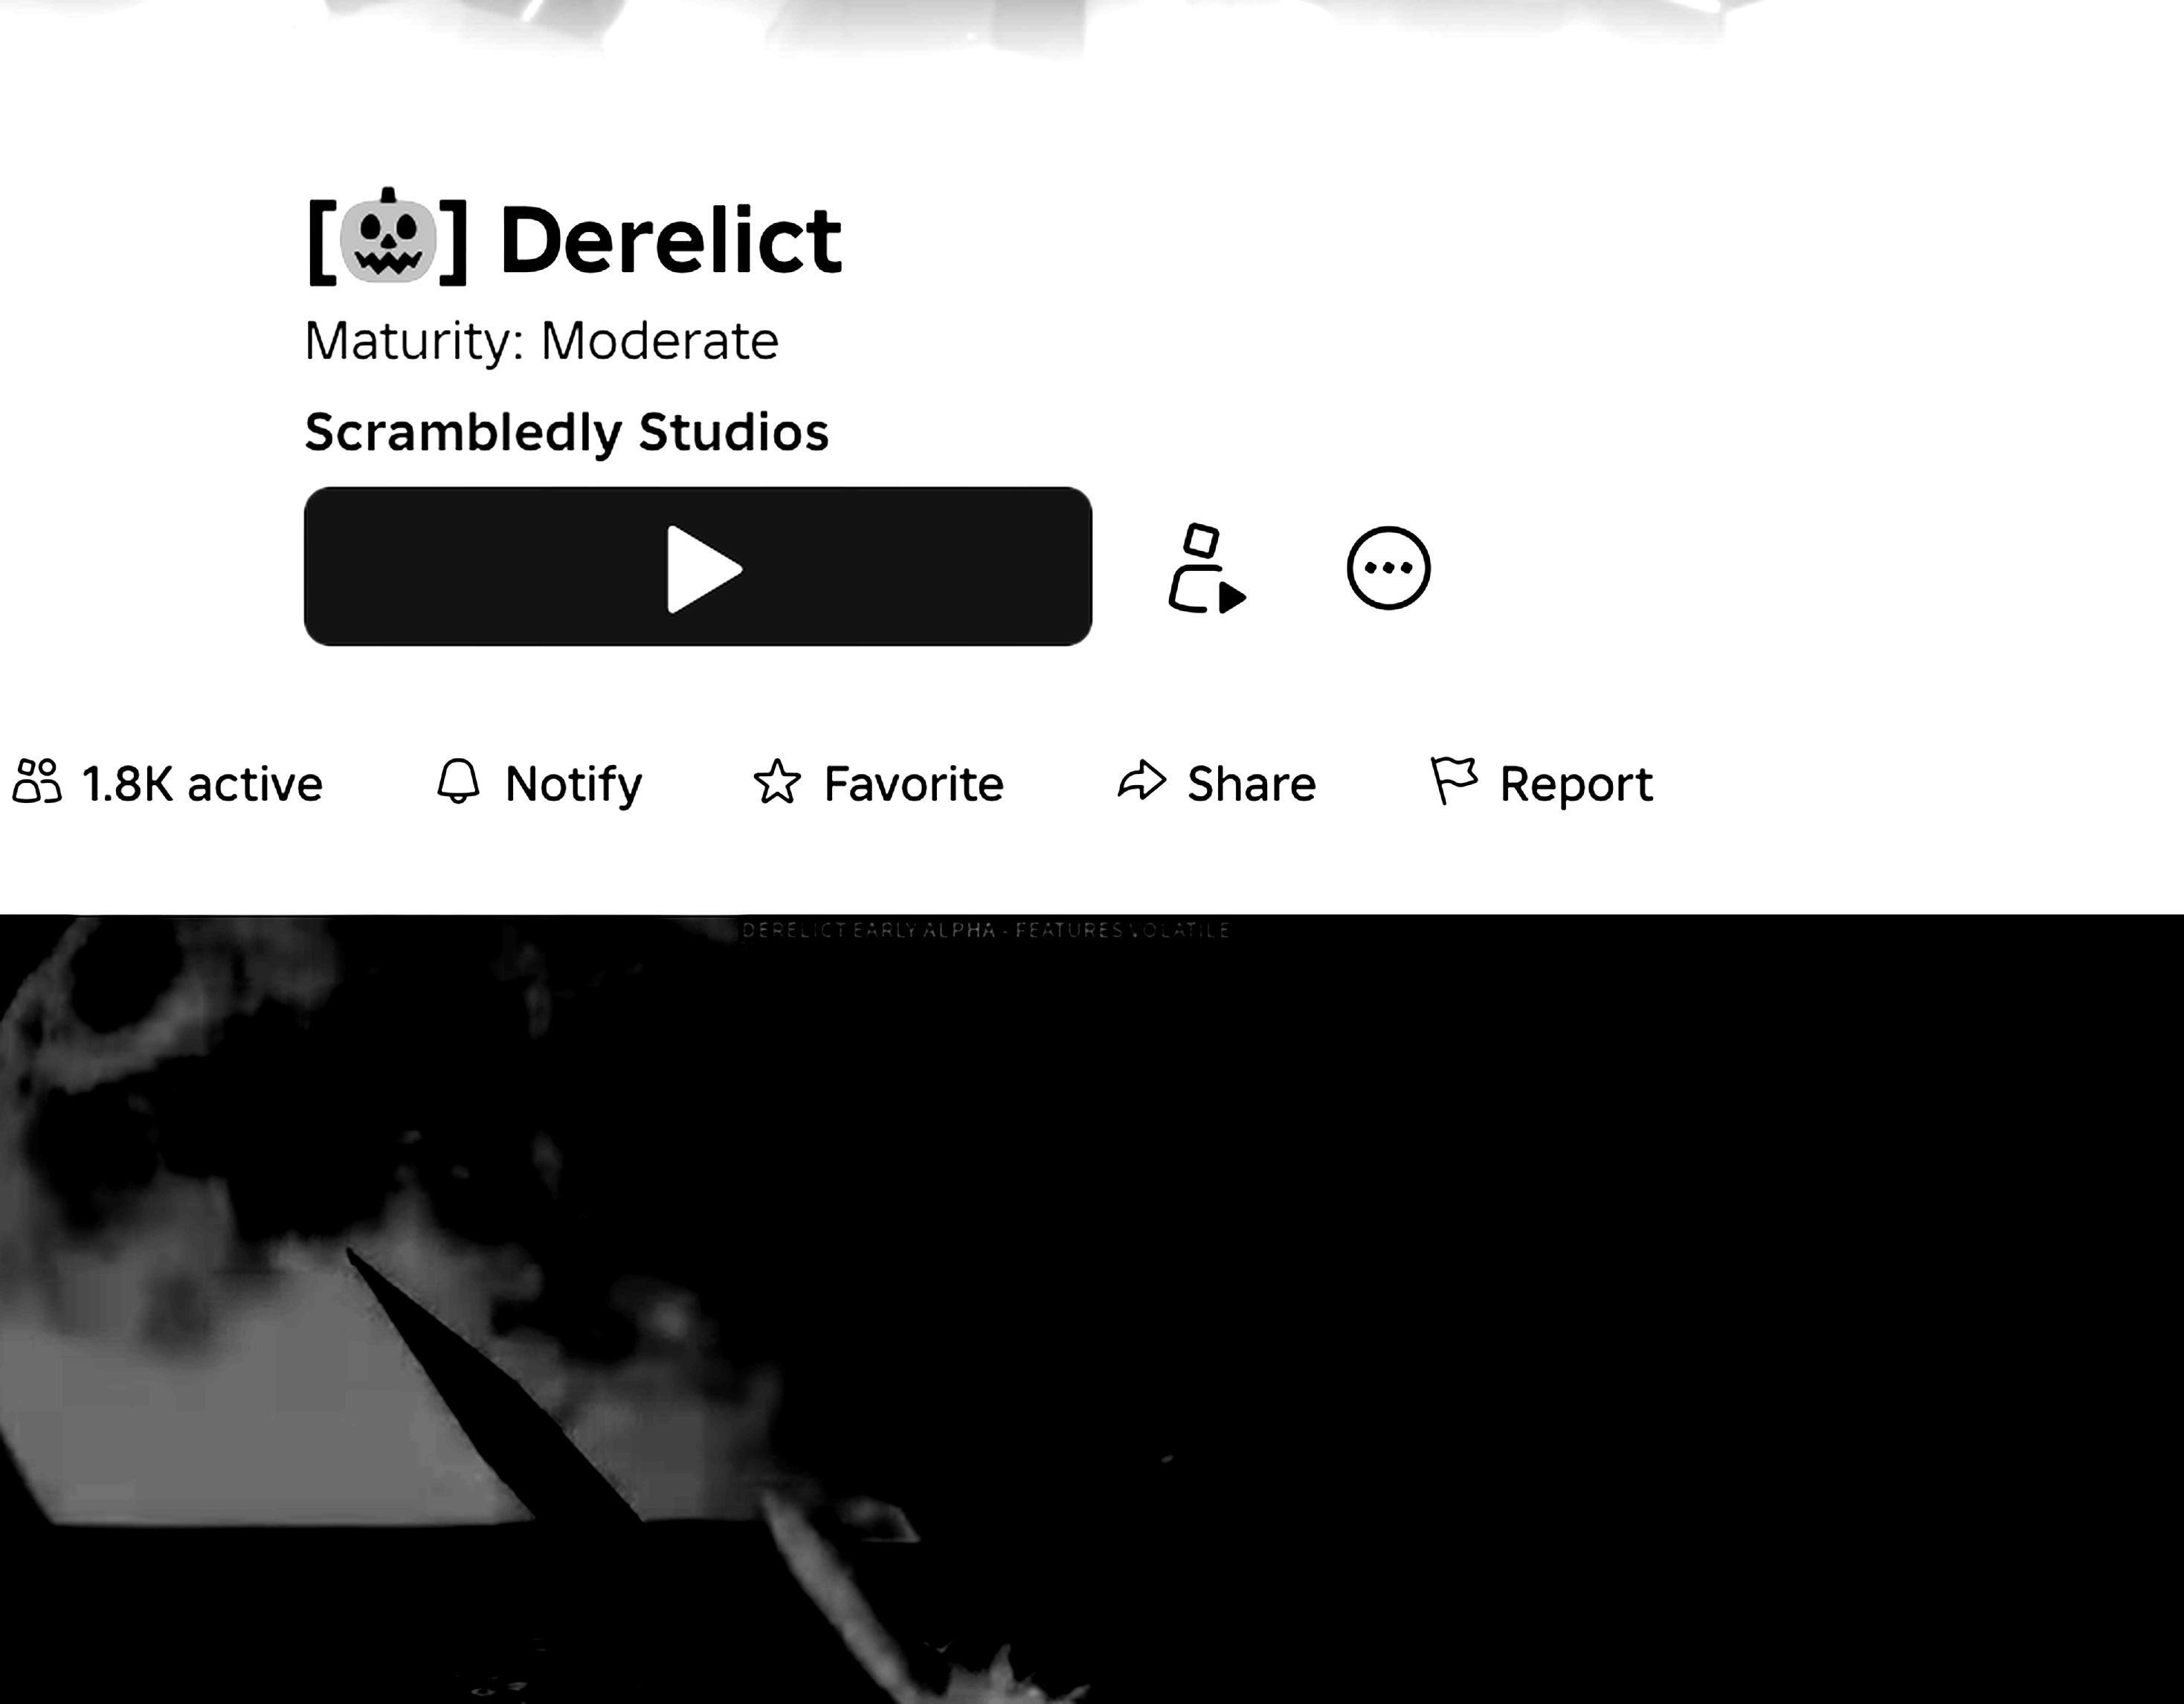 [🎃] Derelict
Maturity: Moderate
Scrambledly Studios
1.8K active Notify Favorite Share Report
DERELICT EARLY ALPHA - FEATURES VOLATILE